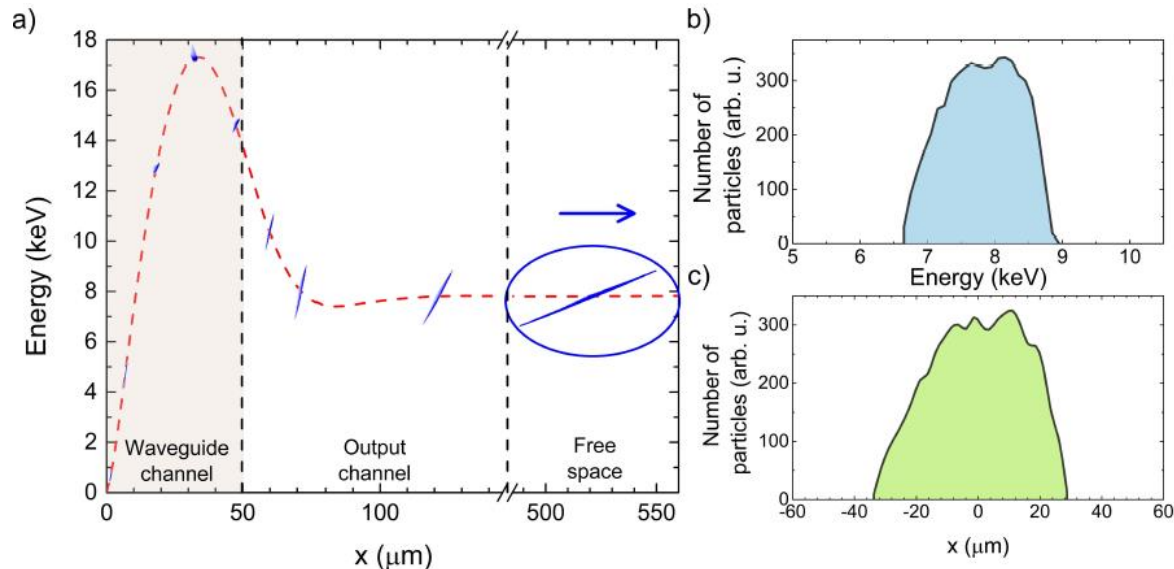 a)
Energy (keV)
18
16
14
12
10
8
6
4
2
0
Waveguide
channel
Output
channel
Free
space
0
50
100
500
550
x (μm)
b)
Number of
particles (arb. u.)
300
200
100
0
5
6
7
8
9
10
Energy (keV)
c)
Number of
particles (arb. u.)
300
200
100
0
-60
-40
-20
0
20
40
60
x (μm)